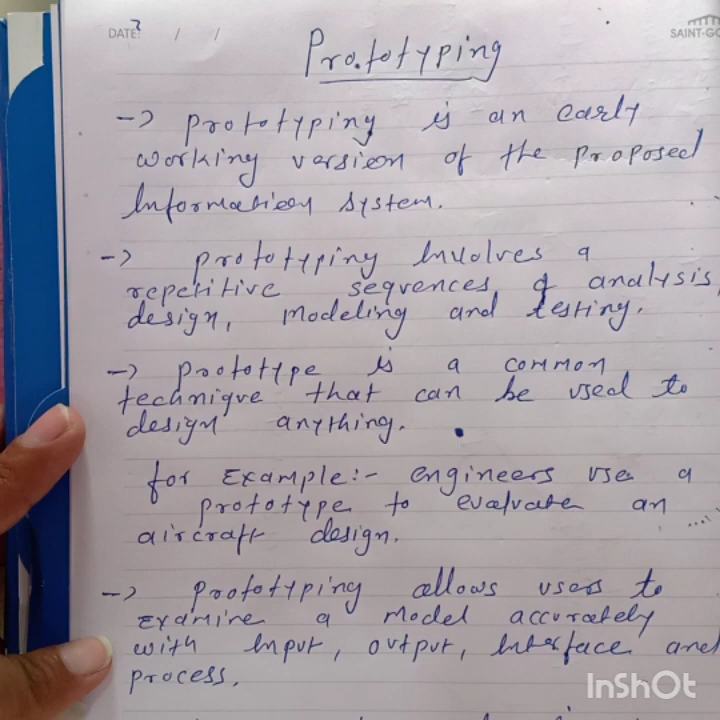 DATE: / /
SAINT-GO
Prototyping
-> Prototyping is an early
working version of the proposed
Information system.
-> prototyping Involves a
repetitive sequences of analysis,
design, modeling and testing.
-> prototype is a common
technique that can be used to
design anything.
for Example:- engineers use a
prototype to evaluate an
aircraft design.
-> prototyping allows users to
examine a model accurately
with Input, output, Interface and
process.
InShOt